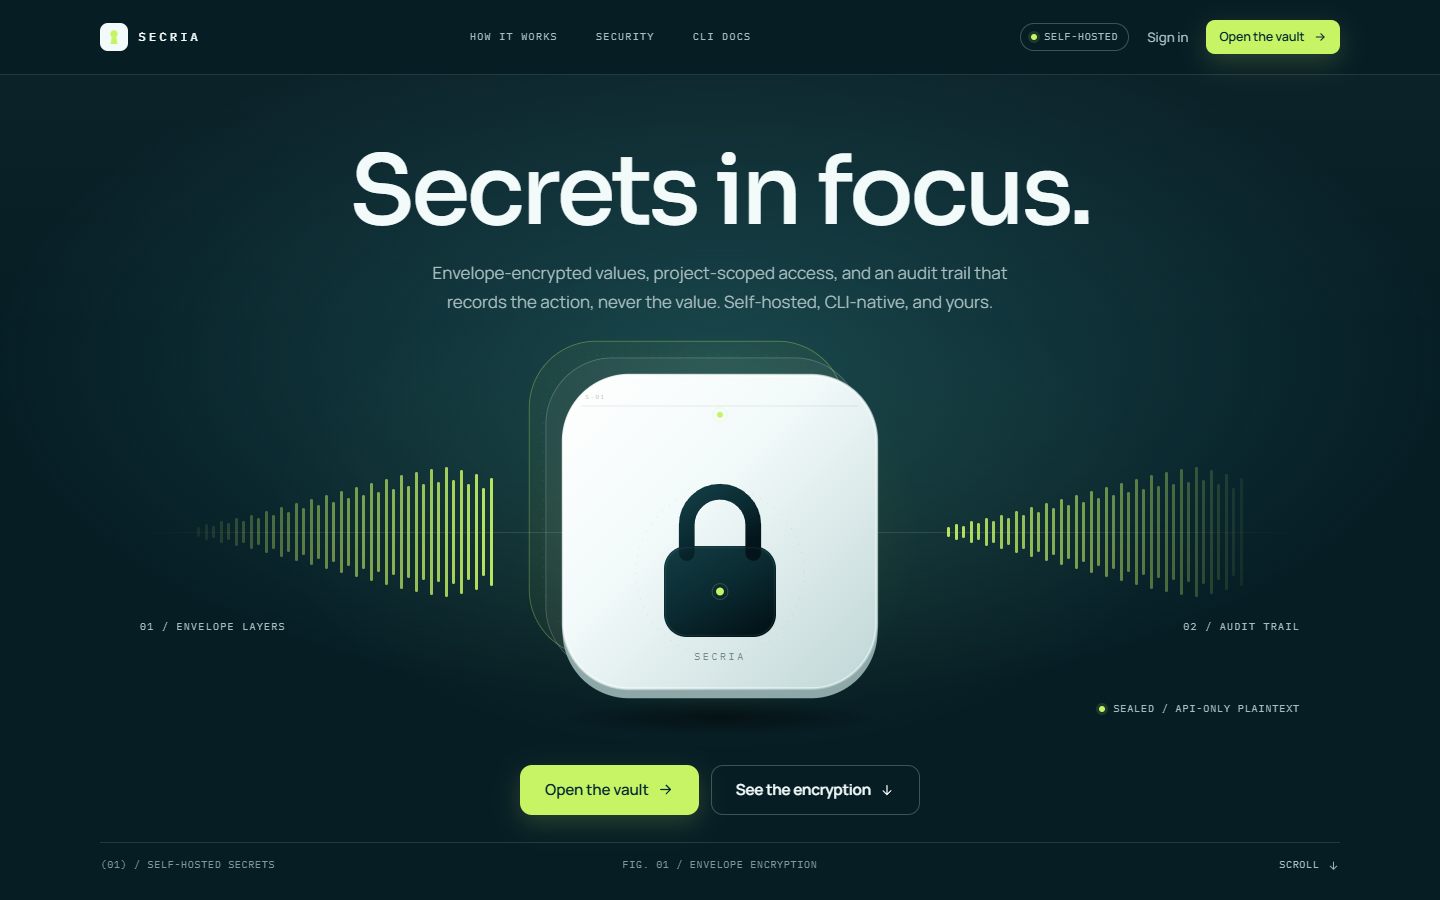 SECRIA
HOW IT WORKS
SECURITY
CLI DOCS
SELF-HOSTED
Sign in
Open the vault →
Secrets in focus.
Envelope-encrypted values, project-scoped access, and an audit trail that
records the action, never the value. Self-hosted, CLI-native, and yours.
SECRIA
01 / ENVELOPE LAYERS
02 / AUDIT TRAIL
SEALED / API-ONLY PLAINTEXT
Open the vault →
See the encryption ↓
(01) / SELF-HOSTED SECRETS
FIG. 01 / ENVELOPE ENCRYPTION
SCROLL ↓